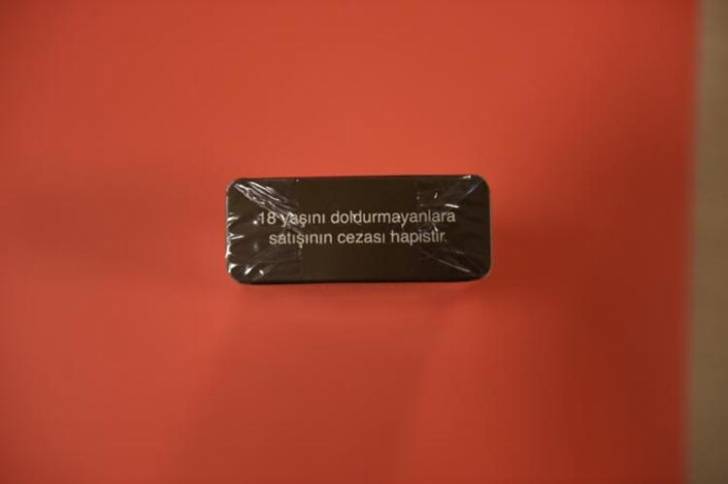 18 yaşını doldurmayanlara
satışının cezası hapistir.